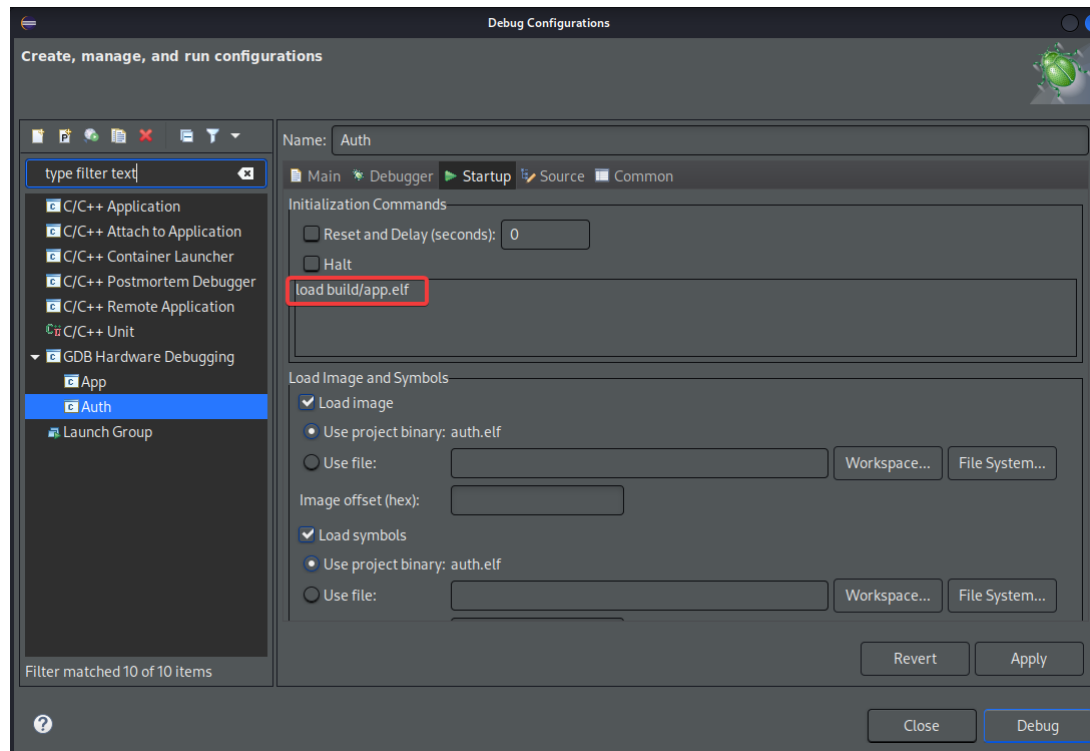 Debug Configurations
Create, manage, and run configurations
type filter text
C/C++ Application
C/C++ Attach to Application
C/C++ Container Launcher
C/C++ Postmortem Debugger
C/C++ Remote Application
C/C++ Unit
GDB Hardware Debugging
App
Auth
Launch Group
Filter matched 10 of 10 items
Name: Auth
Main Debugger Startup Source Common
Initialization Commands
Reset and Delay (seconds): 0
Halt
load build/app.elf
Load Image and Symbols
Load image
Use project binary: auth.elf
Use file: Workspace... File System...
Image offset (hex):
Load symbols
Use project binary: auth.elf
Use file: Workspace... File System...
Revert Apply
Close Debug